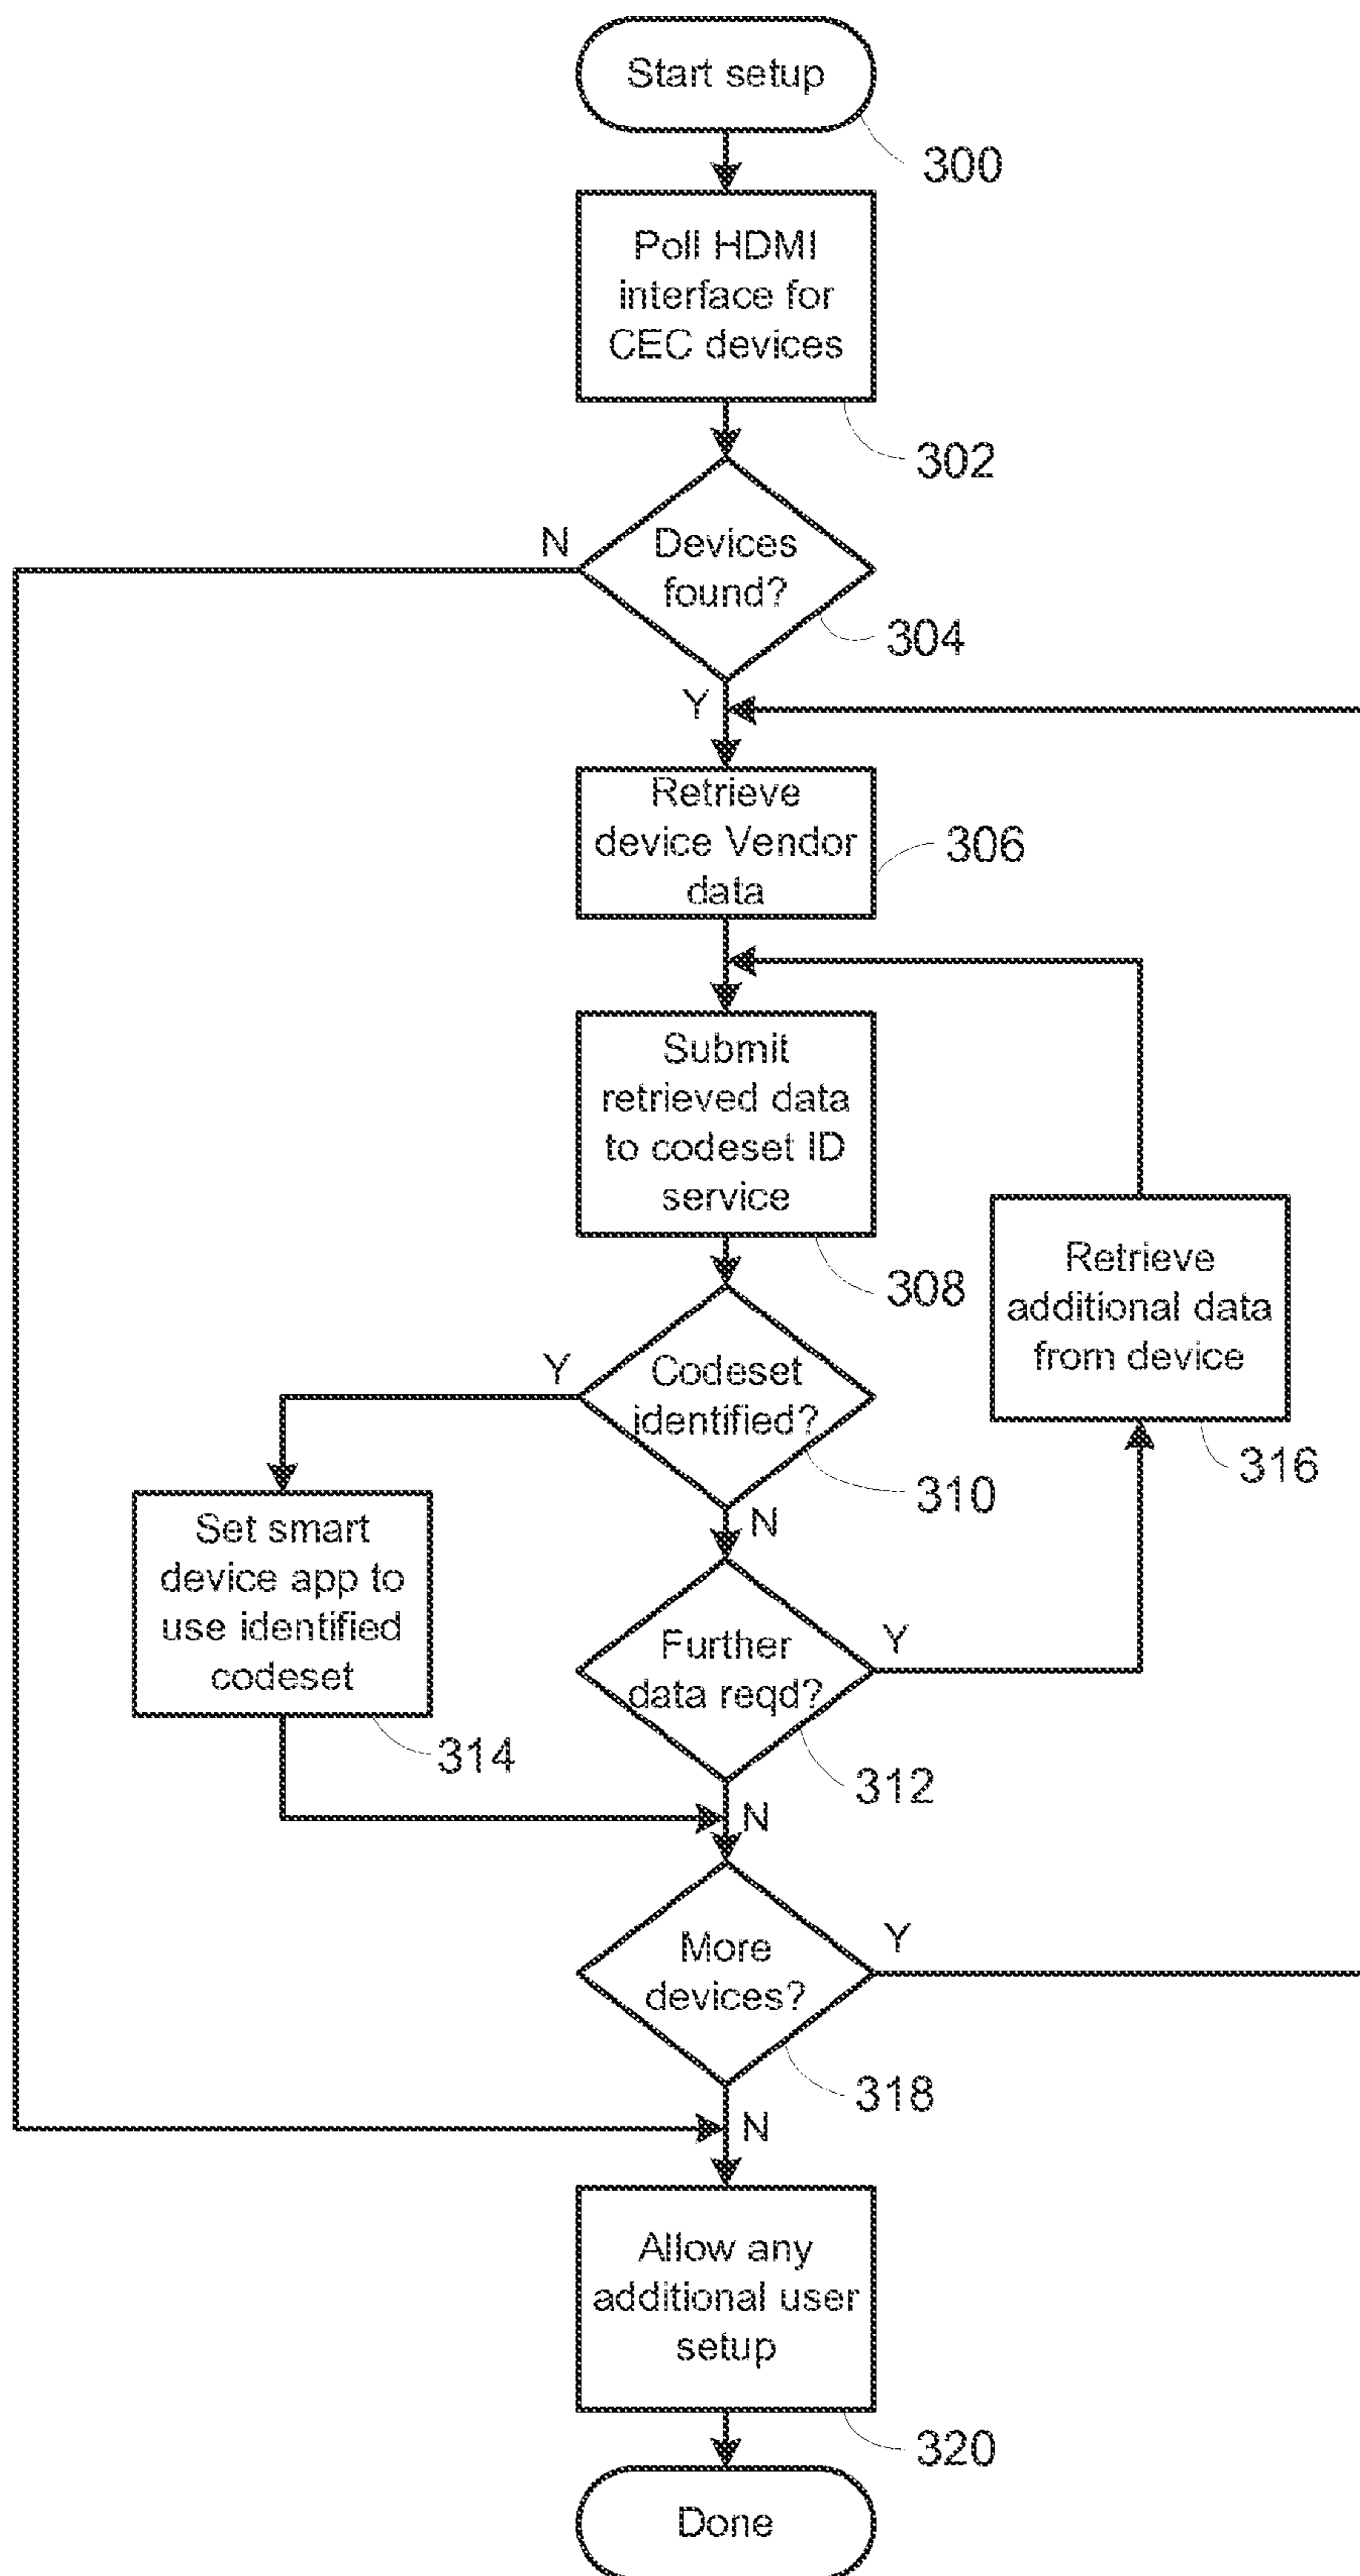 Start setup
300
Poll HDMI
interface for
CEC devices
302
N
Devices
found?
304
Y
Retrieve
device Vendor
data
306
Submit
retrieved data
to codeset ID
service
308
Retrieve
additional data
from device
316
Y
Codeset
identified?
310
N
Set smart
device app to
use identified
codeset
314
Further
data reqd?
Y
312
N
More
devices?
Y
318
N
Allow any
additional user
setup
320
Done